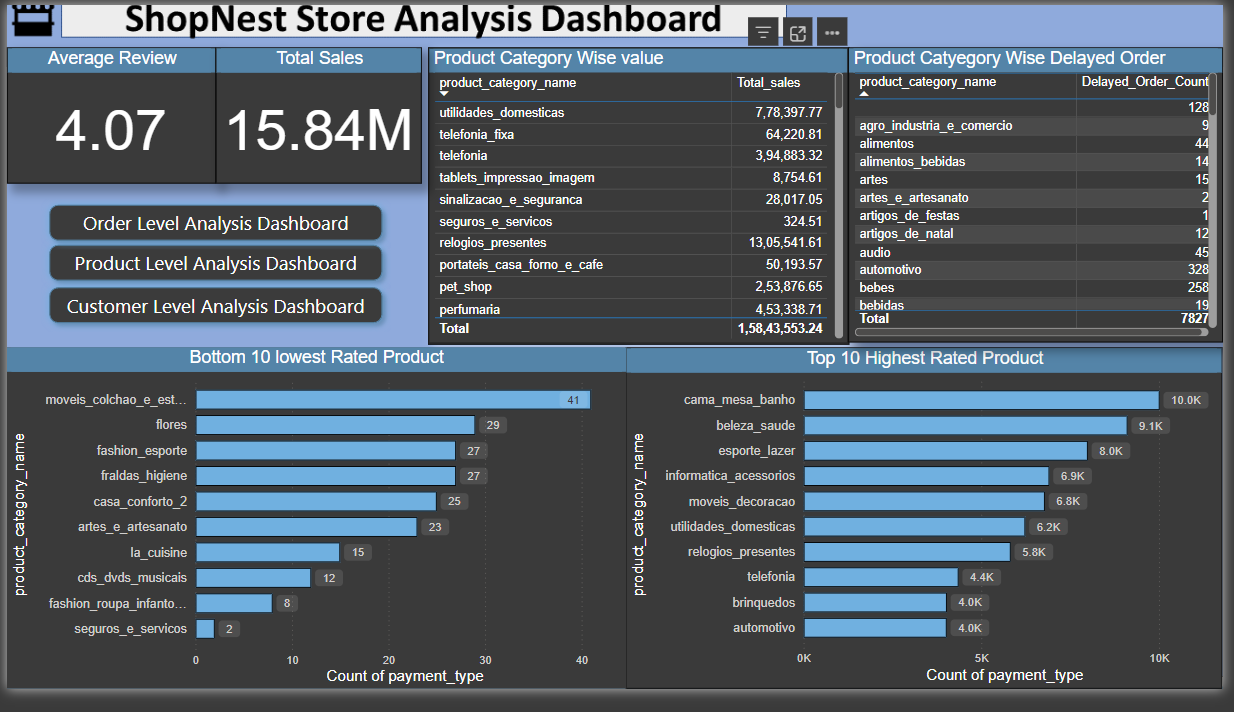 ShopNest Store Analysis Dashboard
Average Review
4.07
Total Sales
15.84M
Order Level Analysis Dashboard
Product Level Analysis Dashboard
Customer Level Analysis Dashboard
Product Category Wise value
product_category_name Total_sales
utilidades_domesticas 7,78,397.77
telefonia_fixa 64,220.81
telefonia 3,94,883.32
tablets_impressao_imagem 8,754.61
sinalizacao_e_seguranca 28,017.05
seguros_e_servicos 324.51
relogios_presentes 13,05,541.61
portateis_casa_forno_e_cafe 50,193.57
pet_shop 2,53,876.65
perfumaria 4,53,338.71
Total 1,58,43,553.24
Product Catyegory Wise Delayed Order
product_category_name Delayed_Order_Count
128
agro_industria_e_comercio 9
alimentos 44
alimentos_bebidas 14
artes 15
artes_e_artesanato 2
artigos_de_festas 1
artigos_de_natal 12
audio 45
automotivo 328
bebes 258
bebidas 19
Total 7827
Bottom 10 lowest Rated Product
product_category_name
moveis_colchao_e_est... 41
flores 29
fashion_esporte 27
fraldas_higiene 27
casa_conforto_2 25
artes_e_artesanato 23
la_cuisine 15
cds_dvds_musicais 12
fashion_roupa_infanto... 8
seguros_e_servicos 2
0 10 20 30 40
Count of payment_type
Top 10 Highest Rated Product
product_category_name
cama_mesa_banho 10.0K
beleza_saude 9.1K
esporte_lazer 8.0K
informatica_acessorios 6.9K
moveis_decoracao 6.8K
utilidades_domesticas 6.2K
relogios_presentes 5.8K
telefonia 4.4K
brinquedos 4.0K
automotivo 4.0K
0K 5K 10K
Count of payment_type